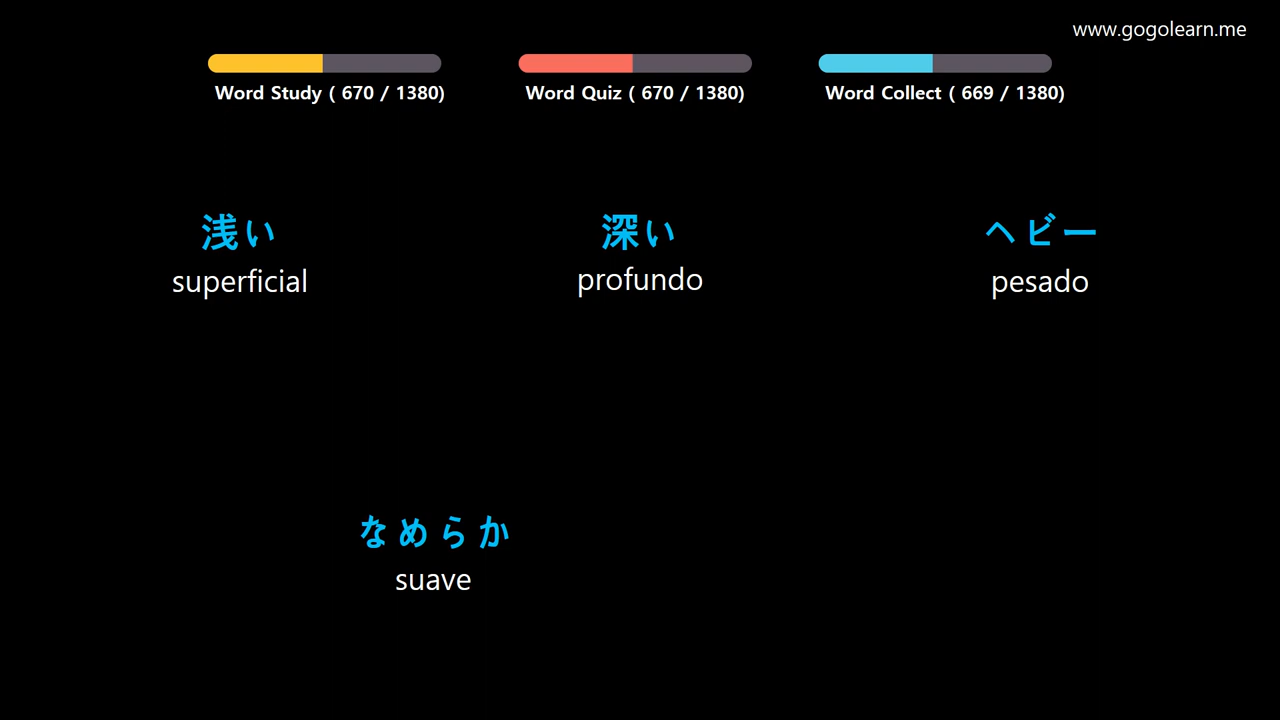 www.gogolearn.me
Word Study ( 670 / 1380)
Word Quiz ( 670 / 1380)
Word Collect ( 669 / 1380)
浅い
superficial
深い
profundo
ヘビー
pesado
なめらか
suave